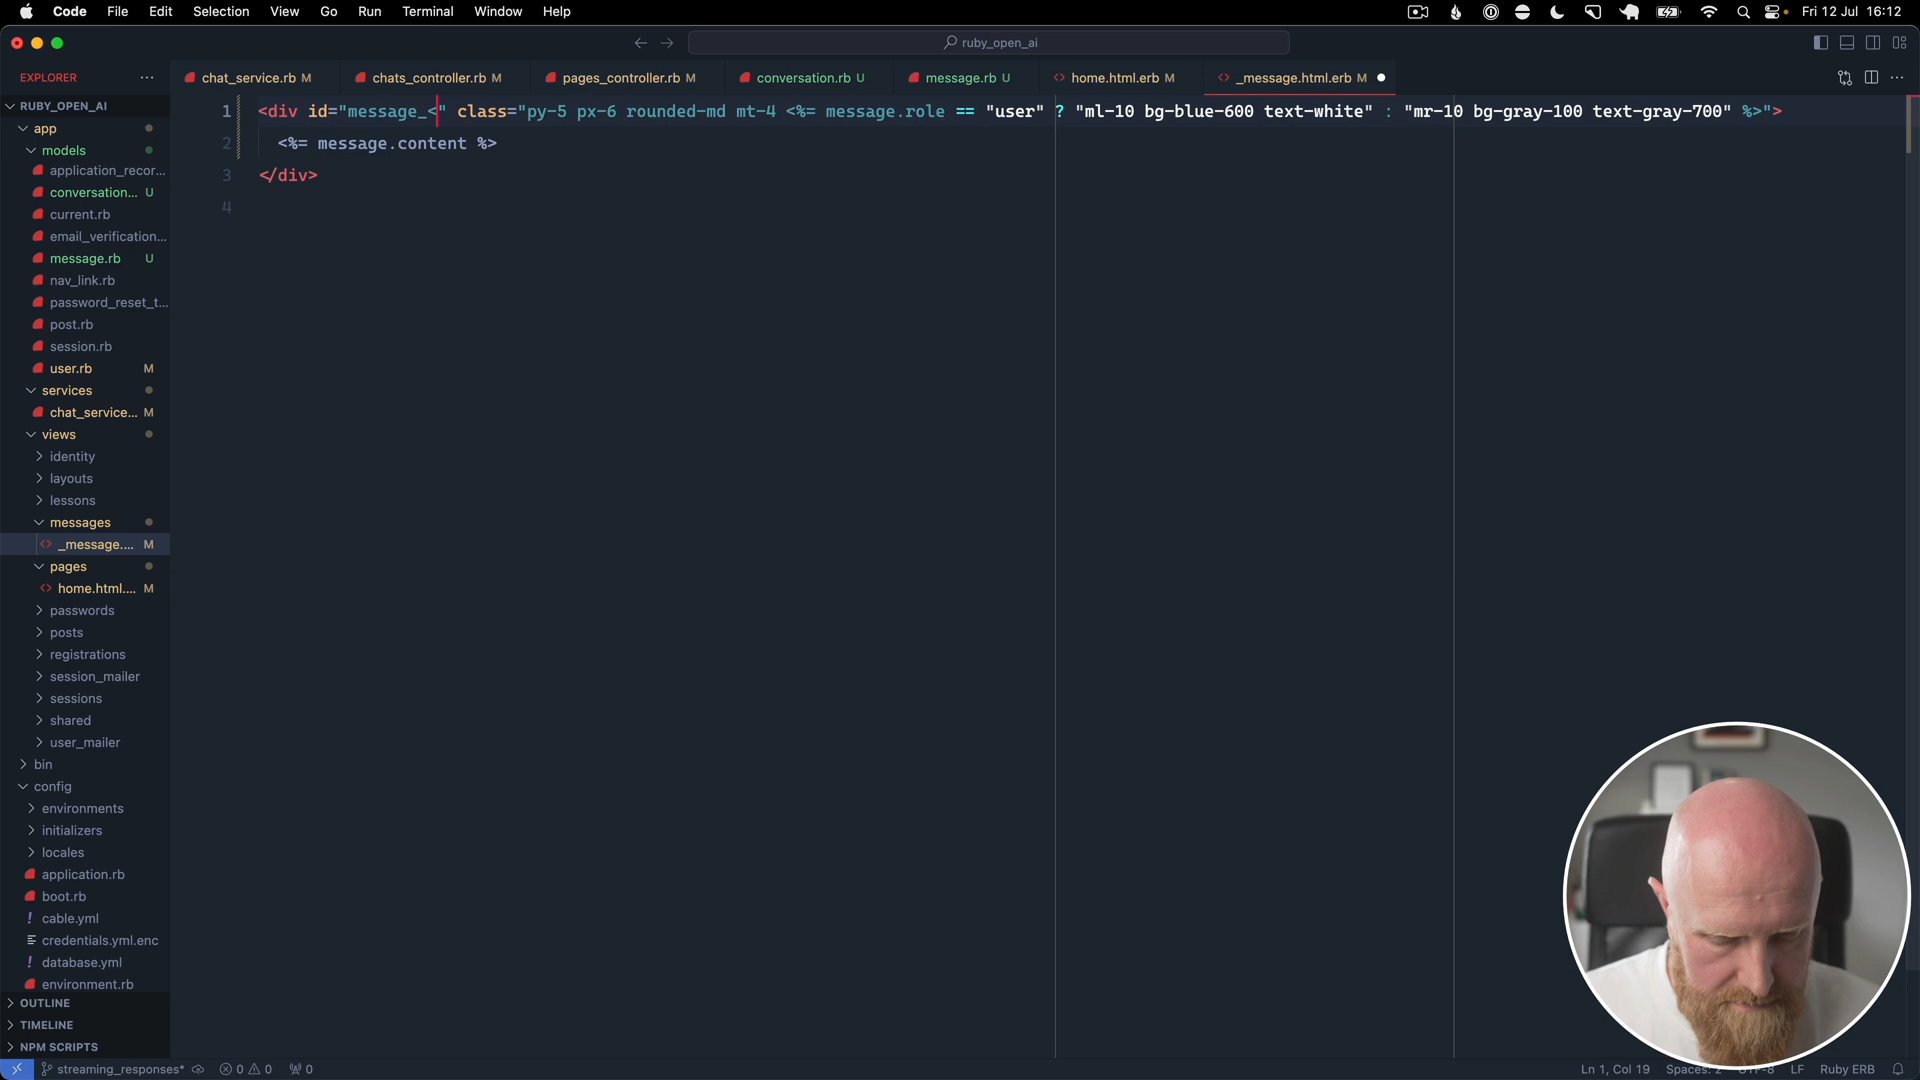 Code File Edit Selection View Go Run Terminal Window Help Fri 12 Jul 16:12
ruby_open_ai
EXPLORER
chat_service.rb M chats_controller.rb M pages_controller.rb M conversation.rb U message.rb U home.html.erb M _message.html.erb M
RUBY_OPEN_AI
app
models
application_recor...
conversation... U
current.rb
email_verification...
message.rb U
nav_link.rb
password_reset_t...
post.rb
session.rb
user.rb M
services
chat_service... M
views
identity
layouts
lessons
messages
_message.... M
pages
home.html.... M
passwords
posts
registrations
session_mailer
sessions
shared
user_mailer
bin
config
environments
initializers
locales
application.rb
boot.rb
cable.yml
credentials.yml.enc
database.yml
environment.rb
OUTLINE
TIMELINE
NPM SCRIPTS
1 <div id="message_<" class="py-5 px-6 rounded-md mt-4 <%= message.role == "user" ? "ml-10 bg-blue-600 text-white" : "mr-10 bg-gray-100 text-gray-700" %>">
2 <%= message.content %>
3 </div>
4
streaming_responses* 0 0 0 Ln 1, Col 19 Spaces: 2 UTF-8 LF Ruby ERB